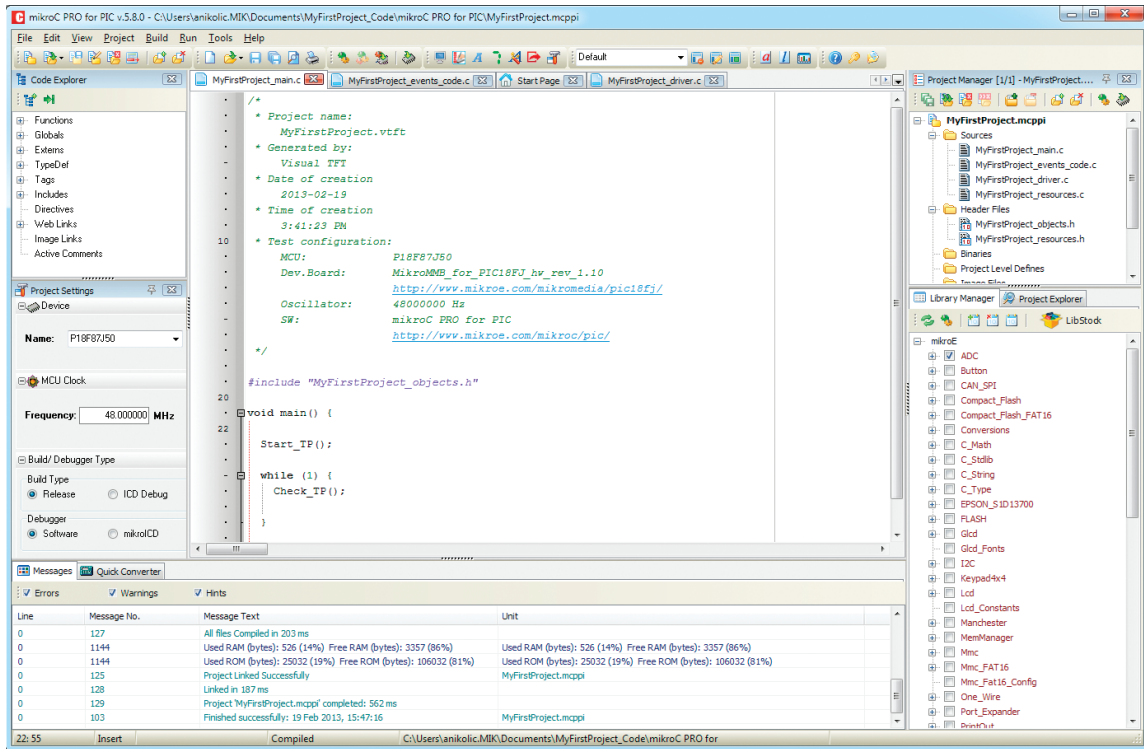 mikroC PRO for PIC v.5.8.0 - C:\Users\anikolic.MIK\Documents\MyFirstProject_Code\mikroC PRO for PIC\MyFirstProject.mcppi
File Edit View Project Build Run Tools Help
Default
Code Explorer
Functions
Globals
Externs
TypeDef
Tags
Includes
Directives
Web Links
Image Links
Active Comments
Project Settings
Device
Name: P18F87J50
MCU Clock
Frequency: 48.000000 MHz
Build/ Debugger Type
Build Type
Release ICD Debug
Debugger
Software mikroICD
MyFirstProject_main.c MyFirstProject_events_code.c Start Page MyFirstProject_driver.c
/*
* Project name:
MyFirstProject.vtft
* Generated by:
Visual TFT
* Date of creation
2013-02-19
* Time of creation
3:41:23 PM
10 * Test configuration:
MCU: P18F87J50
Dev.Board: MikroMMB_for_PIC18FJ_hw_rev_1.10
http://www.mikroe.com/mikromedia/pic18fj/
Oscillator: 48000000 Hz
SW: mikroC PRO for PIC
http://www.mikroe.com/mikroc/pic/
*/
#include "MyFirstProject_objects.h"
20
void main() {
22
Start_TP();
while (1) {
Check_TP();
}
Project Manager [1/1] - MyFirstProject....
MyFirstProject.mcppi
Sources
MyFirstProject_main.c
MyFirstProject_events_code.c
MyFirstProject_driver.c
MyFirstProject_resources.c
Header Files
MyFirstProject_objects.h
MyFirstProject_resources.h
Binaries
Project Level Defines
Image Files
Library Manager Project Explorer
LibStock
mikroE
ADC
Button
CAN_SPI
Compact_Flash
Compact_Flash_FAT16
Conversions
C_Math
C_Stdlib
C_String
C_Type
EPSON_S1D13700
FLASH
Glcd
Glcd_Fonts
I2C
Keypad4x4
Lcd
Lcd_Constants
Manchester
MemManager
Mmc
Mmc_FAT16
Mmc_Fat16_Config
One_Wire
Port_Expander
PrintOut
Messages Quick Converter
Errors Warnings Hints
Line Message No. Message Text Unit
0 127 All files Compiled in 203 ms
0 1144 Used RAM (bytes): 526 (14%) Free RAM (bytes): 3357 (86%) Used RAM (bytes): 526 (14%) Free RAM (bytes): 3357 (86%)
0 1144 Used ROM (bytes): 25032 (19%) Free ROM (bytes): 106032 (81%) Used ROM (bytes): 25032 (19%) Free ROM (bytes): 106032 (81%)
0 125 Project Linked Successfully MyFirstProject.mcppi
0 128 Linked in 187 ms
0 129 Project 'MyFirstProject.mcppi' completed: 562 ms
0 103 Finished successfully: 19 Feb 2013, 15:47:16 MyFirstProject.mcppi
22: 55 Insert Compiled C:\Users\anikolic.MIK\Documents\MyFirstProject_Code\mikroC PRO for